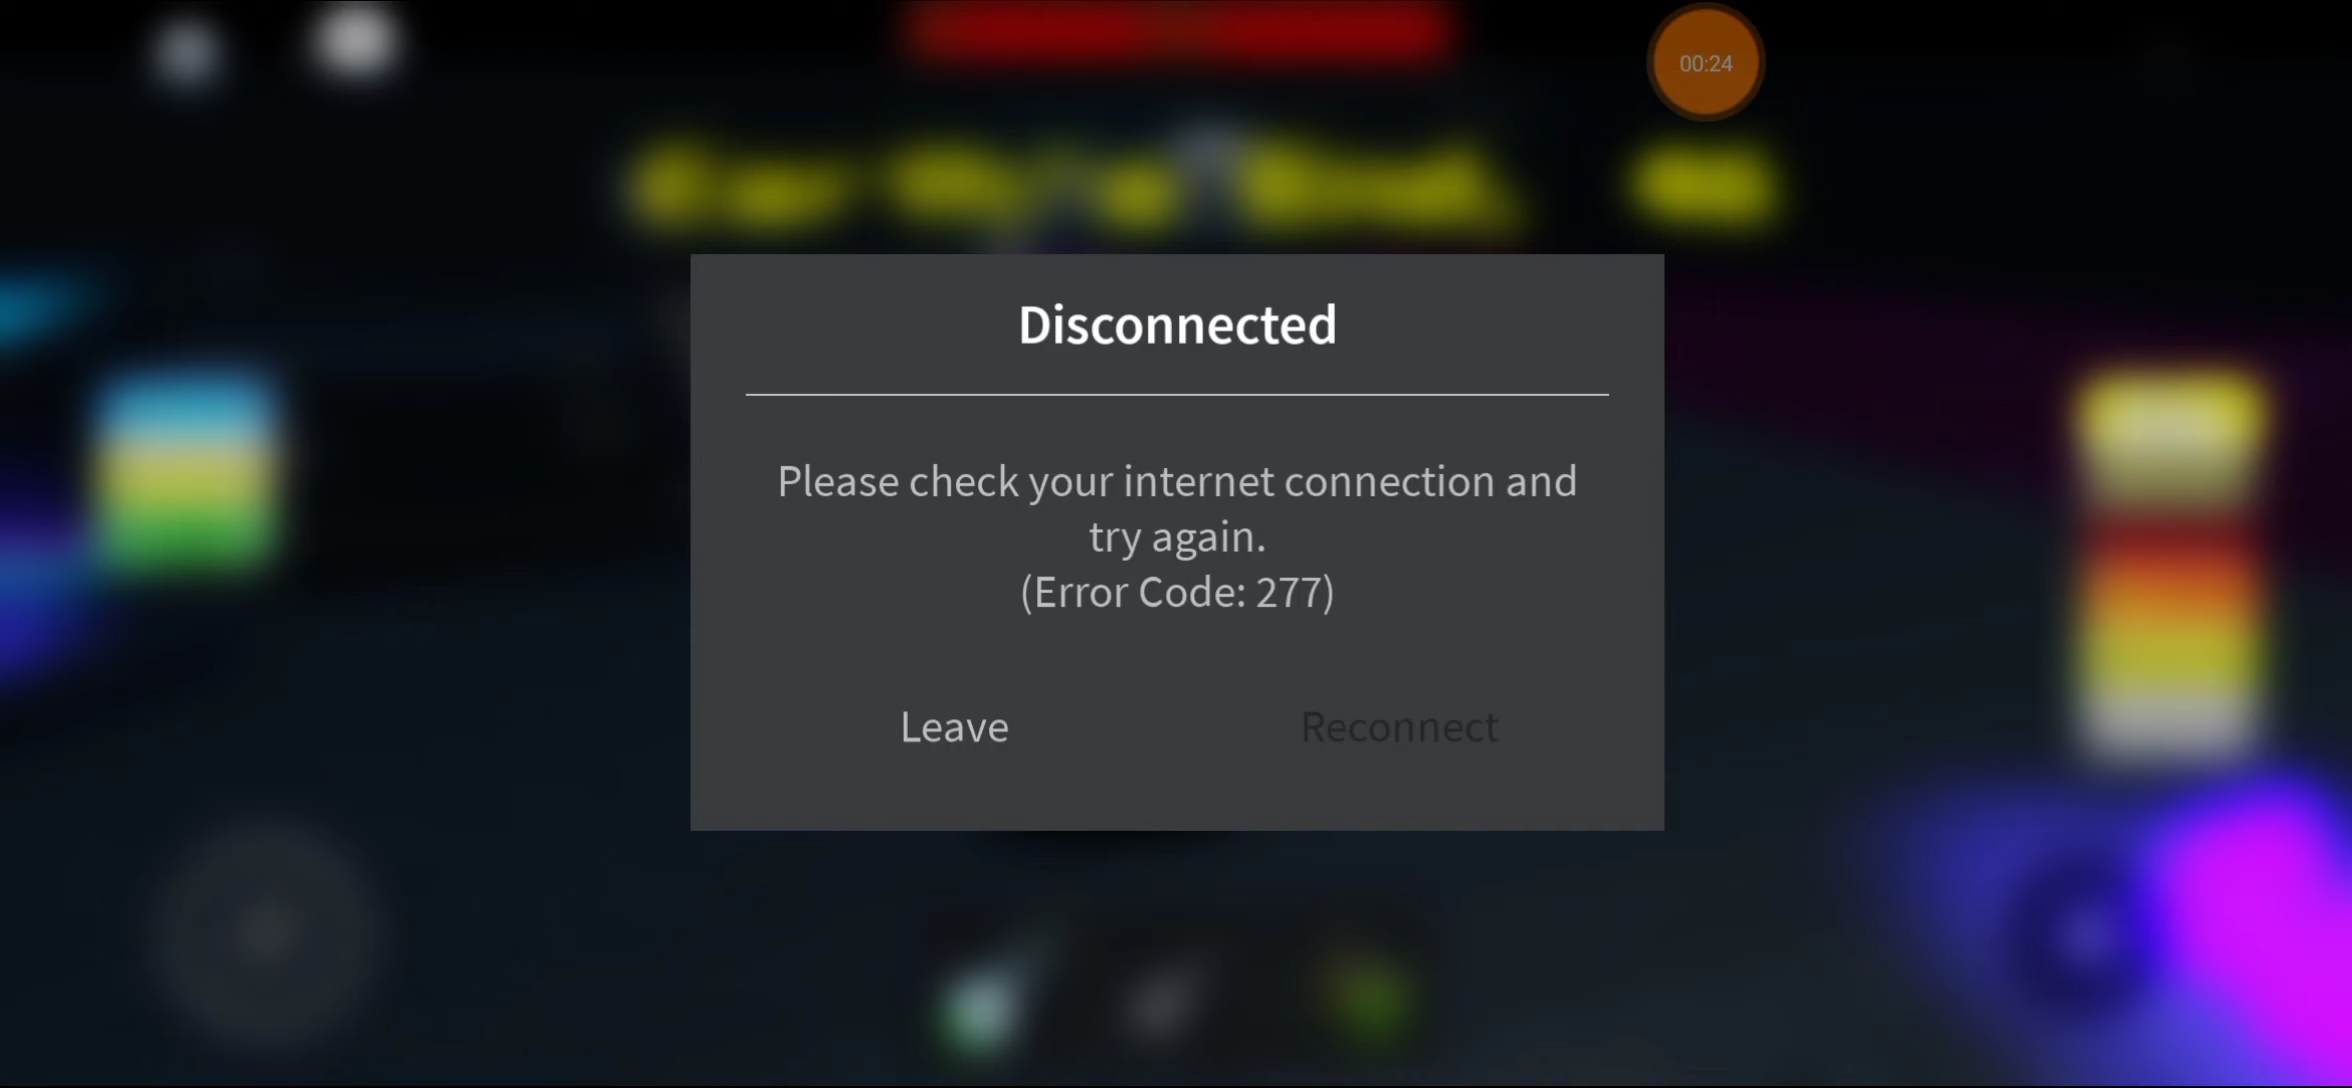 00:24
Disconnected
Please check your internet connection and
try again.
(Error Code: 277)
Leave
Reconnect